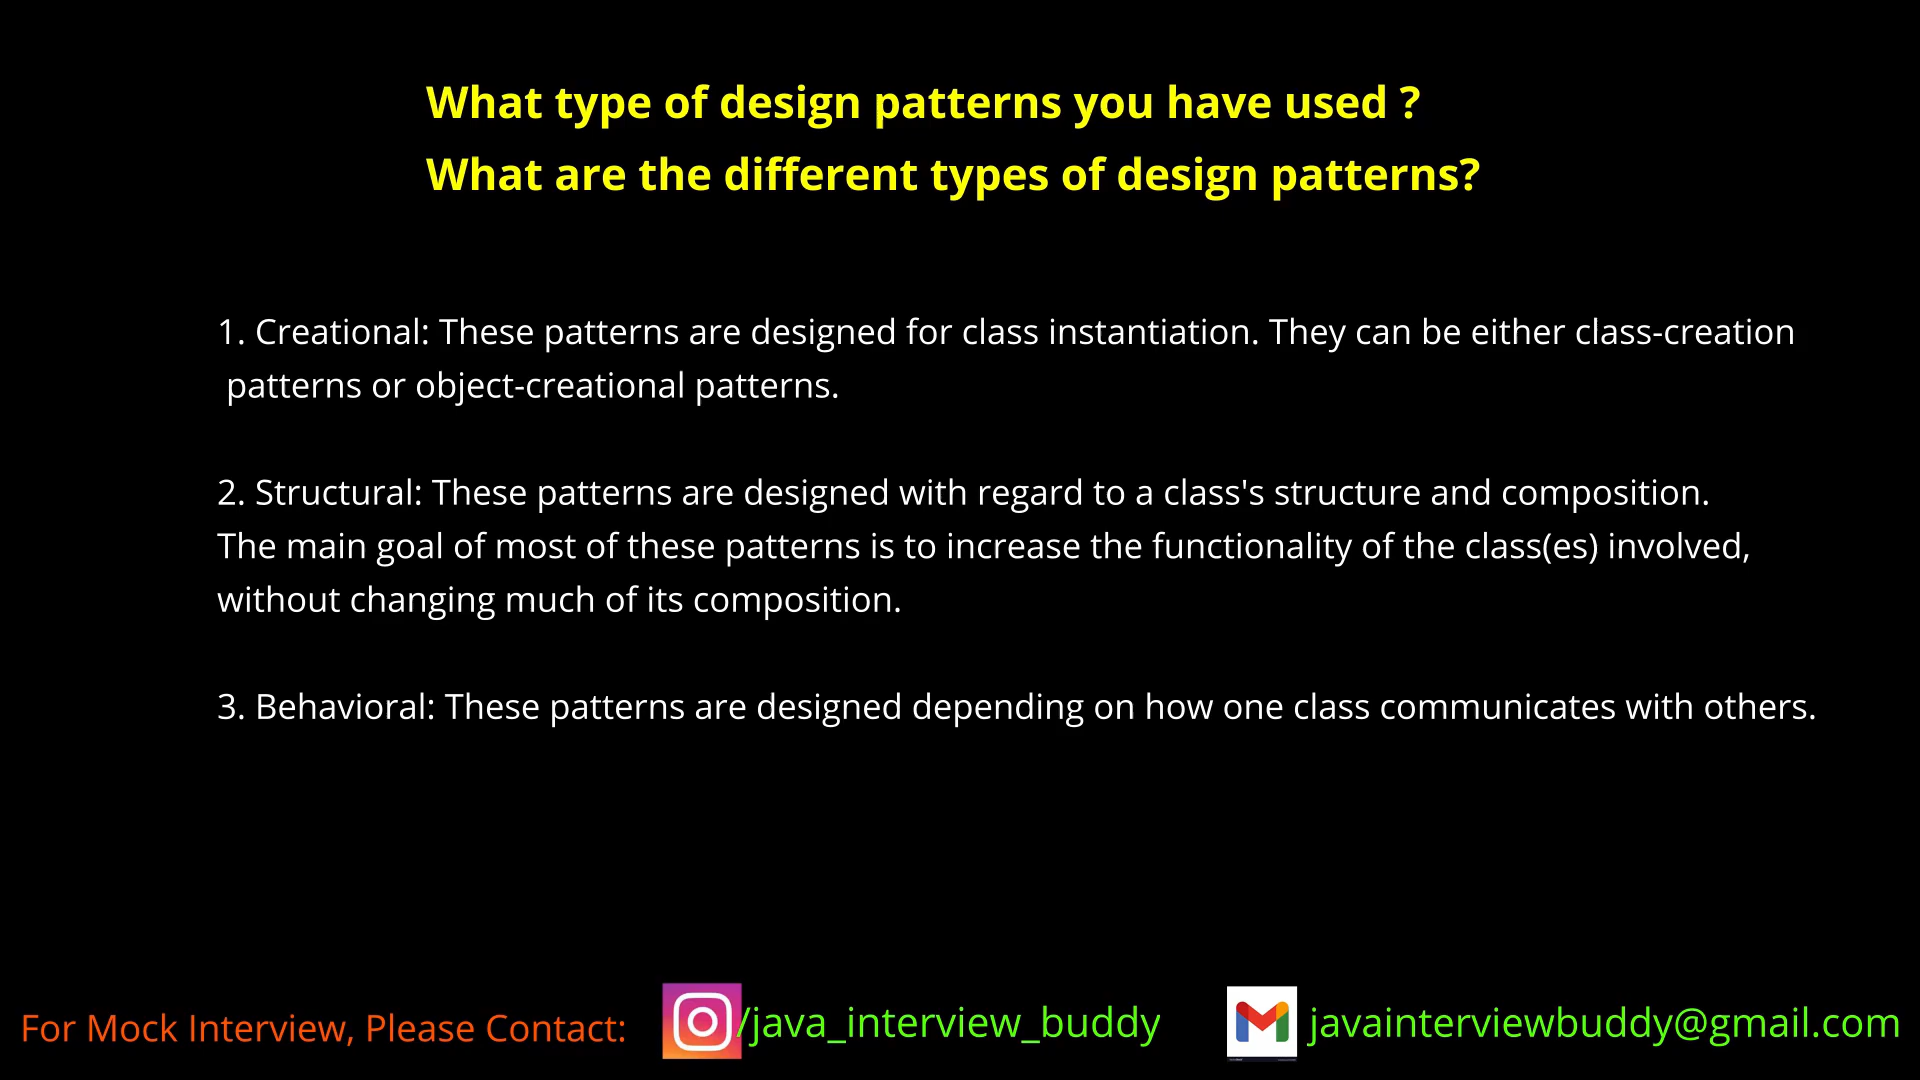 What type of design patterns you have used ?
What are the different types of design patterns?
1. Creational: These patterns are designed for class instantiation. They can be either class-creation
patterns or object-creational patterns.
2. Structural: These patterns are designed with regard to a class's structure and composition.
The main goal of most of these patterns is to increase the functionality of the class(es) involved,
without changing much of its composition.
3. Behavioral: These patterns are designed depending on how one class communicates with others.
For Mock Interview, Please Contact: /java_interview_buddy javainterviewbuddy@gmail.com